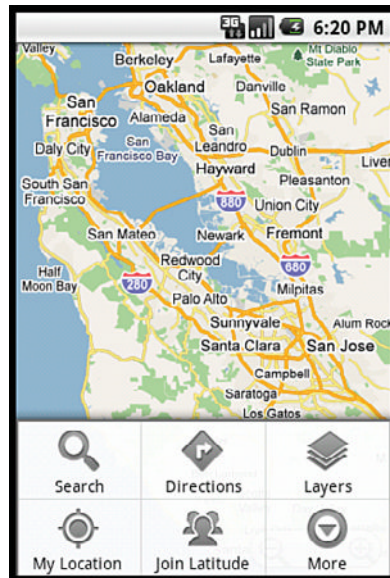 3G 6:20 PM
Valley
Berkeley Lafayette Mt Diablo
State Park
Oakland Danville
San
Francisco Alameda San Ramon
Daly City San
Francisco Bay San
Leandro Dublin
Liver
Hayward Pleasanton
South San
Francisco 880 Union City
San Mateo Newark Fremont
Half
Moon Bay 280 Redwood
City 680
Palo Alto Milpitas
Sunnyvale Alum Rock
Santa Clara San Jose
Campbell
Saratoga
Los Gatos
Search Directions Layers
My Location Join Latitude More